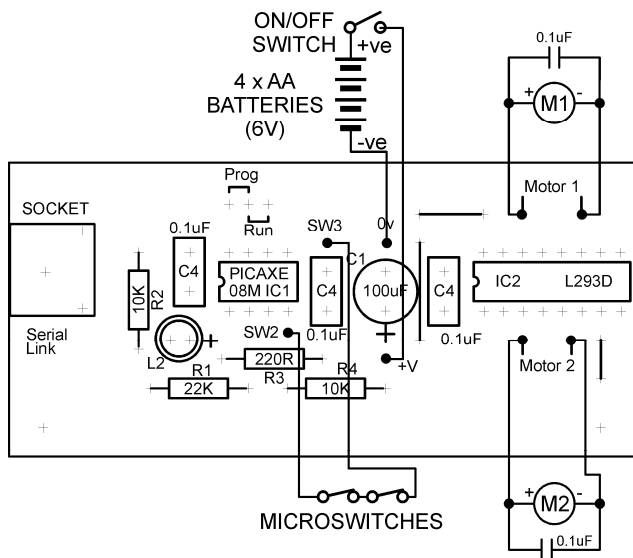 ON/OFF
SWITCH
+ve
4 x AA
BATTERIES
(6V)
-ve
0.1uF
+ M1 -
Prog
Run
SOCKET
0.1uF
SW3
0v
Motor 1
C4
PICAXE
08M IC1
C4
C1
100uF
C4
IC2 L293D
10K
R2
0.1uF
0.1uF
Serial
Link
L2
+
SW2
220R
R3
+
+V
R1
22K
R4
10K
Motor 2
MICROSWITCHES
+ M2 -
0.1uF